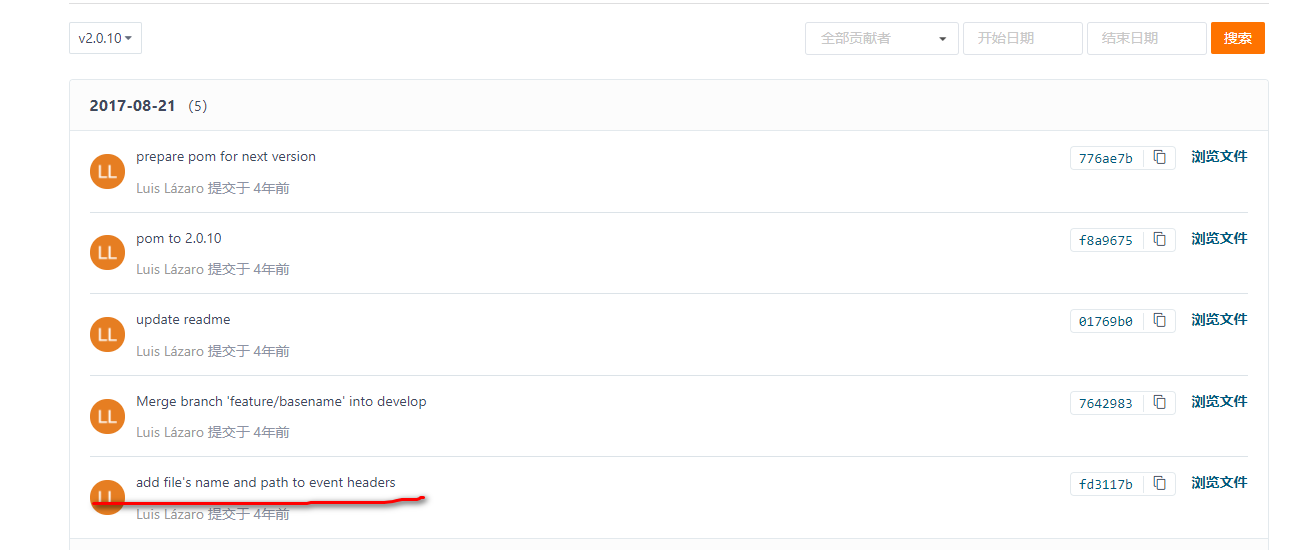 v2.0.10
全部贡献者 开始日期 结束日期 搜索
2017-08-21 (5)
prepare pom for next version 776ae7b 浏览文件
LL
Luis Lázaro 提交于 4年前
pom to 2.0.10 f8a9675 浏览文件
LL
Luis Lázaro 提交于 4年前
update readme 01769b0 浏览文件
LL
Luis Lázaro 提交于 4年前
Merge branch 'feature/basename' into develop 7642983 浏览文件
LL
Luis Lázaro 提交于 4年前
add file's name and path to event headers fd3117b 浏览文件
LL
Luis Lázaro 提交于 4年前